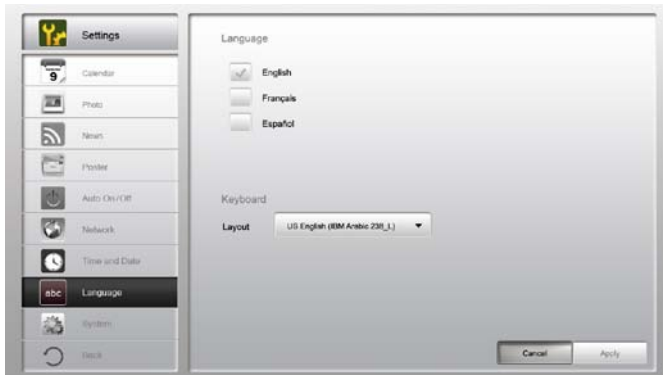 Settings
9
Calendar
Photo
News
Poster
Auto On/Off
Network
Time and Date
abc
Language
System
Back
Language
English
Français
Español
Keyboard
Layout
US English (IBM Arabic 238_L)
Cancel
Apply